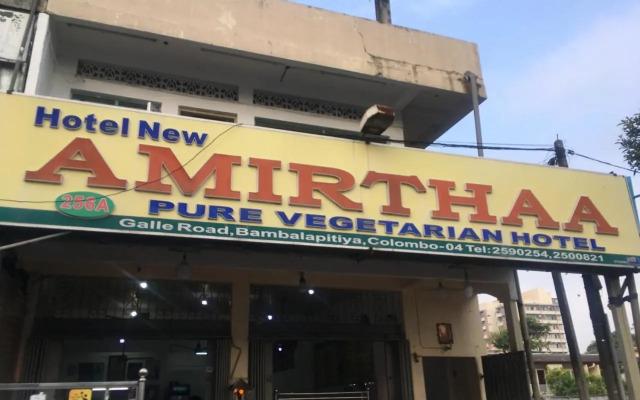 Hotel New
AMIRTHAA
256A
PURE VEGETARIAN HOTEL
Galle Road,Bambalapitiya,Colombo-04 Tel:2590254,2500821